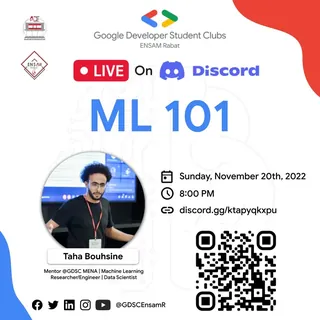 Google Developer Student Clubs
ENSAM Rabat
LIVE On Discord
ML 101
Sunday, November 20th, 2022
8:00 PM
discord.gg/ktapyqkxpu
Taha Bouhsine
Mentor @GDSC MENA | Machine Learning
Researcher/Engineer | Data Scientist
@GDSCEnsamR